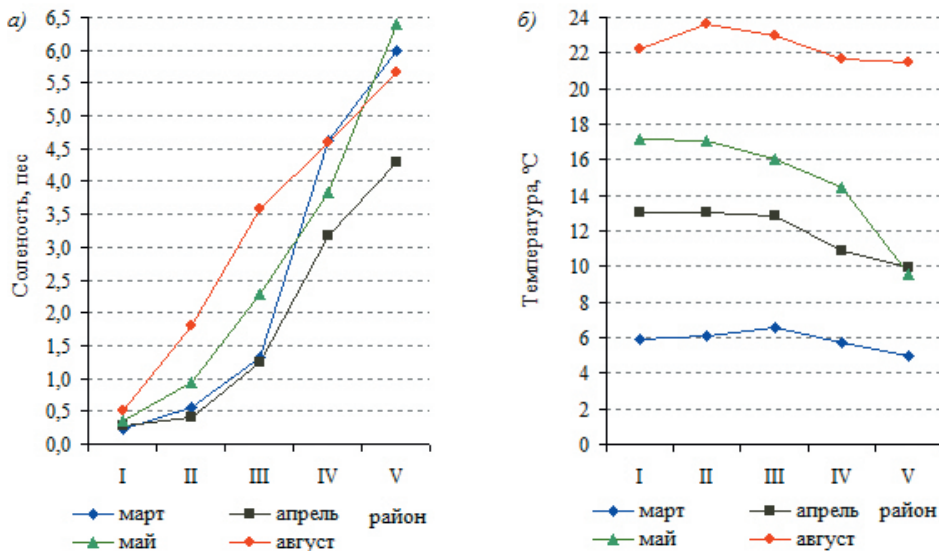 а)
Соленость, пес
6,5
6,0
5,5
5,0
4,5
4,0
3,5
3,0
2,5
2,0
1,5
1,0
0,5
0,0
I II III IV V
март апрель район
май август
б)
Температура, °С
24
22
20
18
16
14
12
10
8
6
4
2
0
I II III IV V
март апрель район
май август